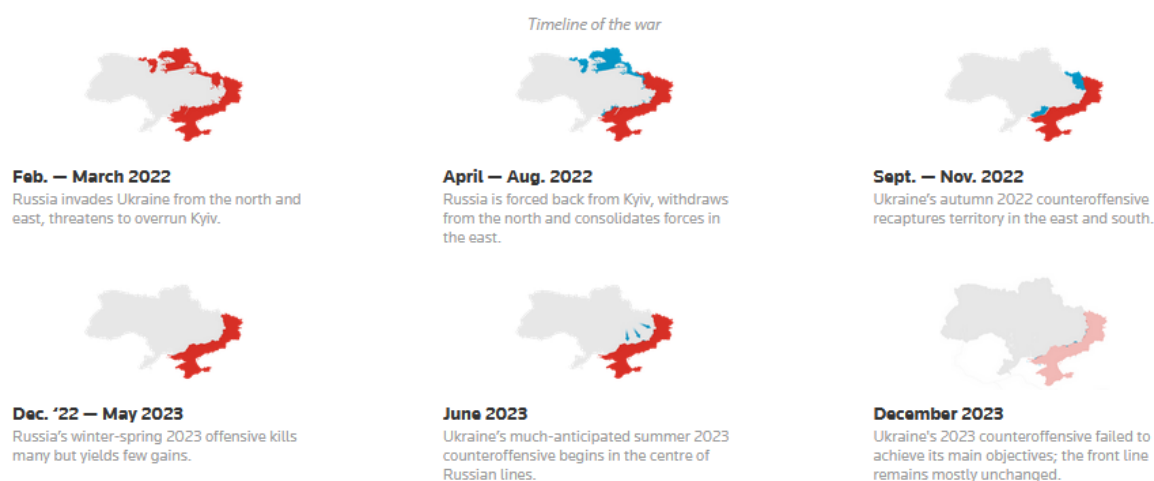 Timeline of the war
Feb. — March 2022
Russia invades Ukraine from the north and
east, threatens to overrun Kyiv.
April — Aug. 2022
Russia is forced back from Kyiv, withdraws
from the north and consolidates forces in
the east.
Sept. — Nov. 2022
Ukraine’s autumn 2022 counteroffensive
recaptures territory in the east and south.
Dec. ‘22 — May 2023
Russia’s winter-spring 2023 offensive kills
many but yields few gains.
June 2023
Ukraine’s much-anticipated summer 2023
counteroffensive begins in the centre of
Russian lines.
December 2023
Ukraine's 2023 counteroffensive failed to
achieve its main objectives; the front line
remains mostly unchanged.